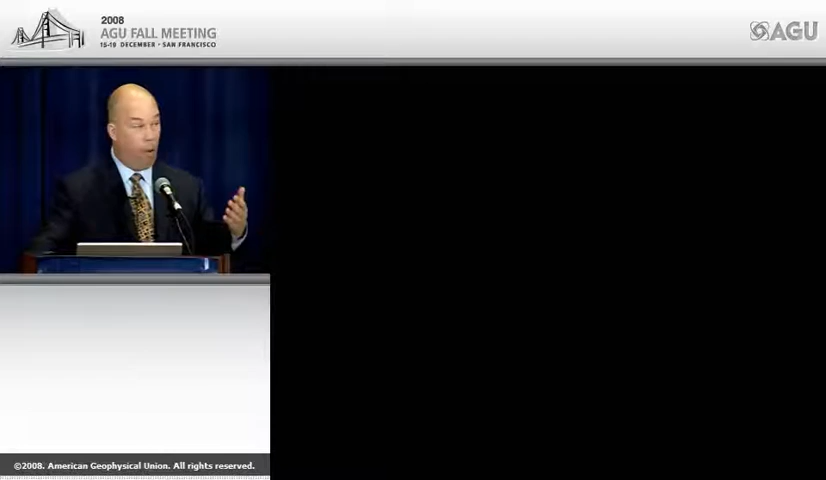 2008
AGU FALL MEETING
15-19 DECEMBER • SAN FRANCISCO
AGU
©2008. American Geophysical Union. All rights reserved.